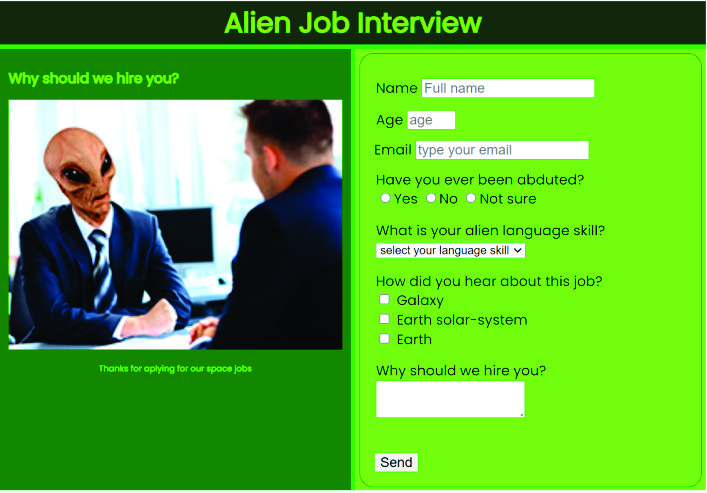 Alien Job Interview
Why should we hire you?
Thanks for aplying for our space jobs
Name Full name
Age age
Email type your email
Have you ever been abduted?
Yes No Not sure
What is your alien language skill?
select your language skill
How did you hear about this job?
Galaxy
Earth solar-system
Earth
Why should we hire you?
Send